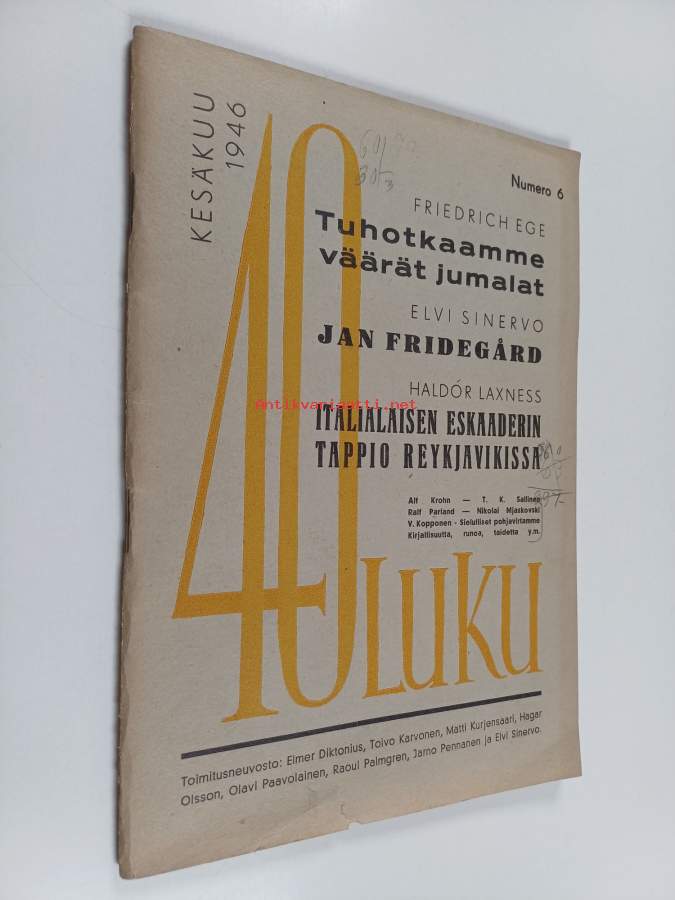 KESÄKUU
1946
Numero 6
FRIEDRICH EGE
Tuhotkaamme
väärät jumalat
ELVI SINERVO
JAN FRIDEGÅRD
HALDÓR LAXNESS
Antikvariaatti.net
ITALIALAISEN ESKAADERIN
TAPPIO REYKJAVIKISSA
Alf Krohn — T. K. Sallinen
Ralf Parland — Nikolai Mjaskovski
V. Kopponen - Sielulliset pohjavirtamme
Kirjallisuutta, runoa, taidetta y.m.
40LUKU
Toimitusneuvosto: Elmer Diktonius, Toivo Karvonen, Matti Kurjensaari, Hagar
Olsson, Olavi Paavolainen, Raoul Palmgren, Jarno Pennanen ja Elvi Sinervo.